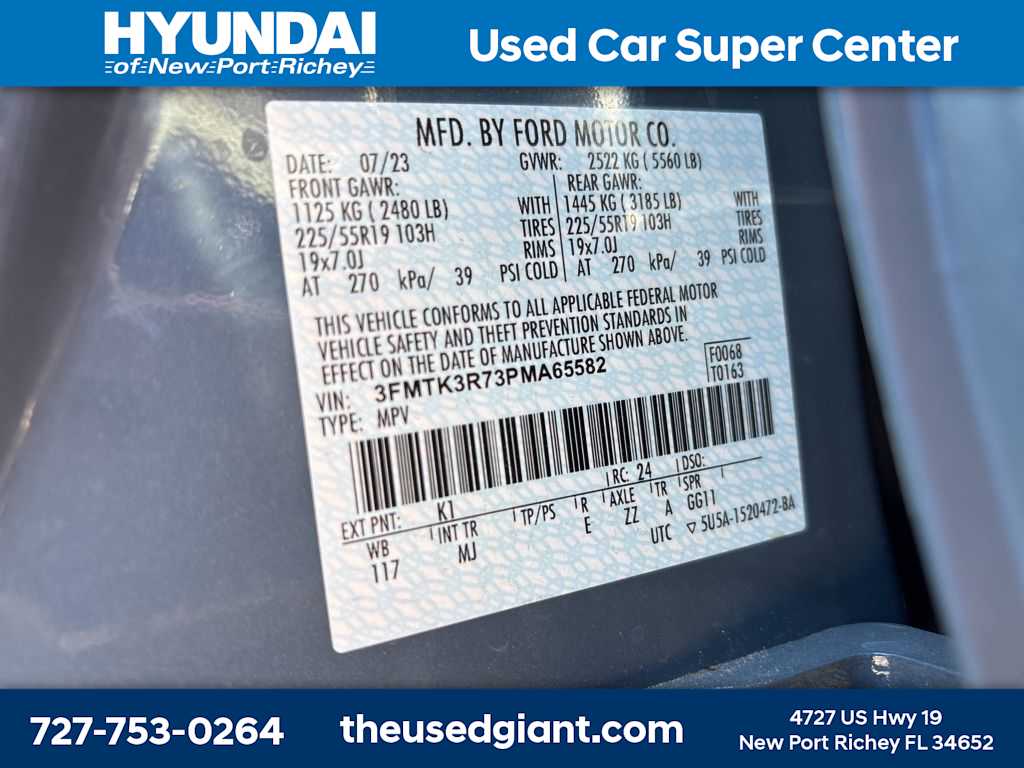 HYUNDAI
of New Port Richey
Used Car Super Center
MFD. BY FORD MOTOR CO.
DATE: 07/23 GVWR: 2522 KG ( 5560 LB)
FRONT GAWR: REAR GAWR:
1125 KG ( 2480 LB) WITH 1445 KG ( 3185 LB) WITH
225/55R19 103H TIRES 225/55R19 103H TIRES
19x7.0J RIMS 19x7.0J RIMS
AT 270 kPa/ 39 PSI COLD AT 270 kPa/ 39 PSI COLD
THIS VEHICLE CONFORMS TO ALL APPLICABLE FEDERAL MOTOR
VEHICLE SAFETY AND THEFT PREVENTION STANDARDS IN
EFFECT ON THE DATE OF MANUFACTURE SHOWN ABOVE.
VIN: 3FMTK3R73PMA65582 F0068
TYPE: MPV T0163
EXT PNT: K1 RC: 24 DSO:
WB INT TR TP/PS R AXLE TR SPR
117 MJ E ZZ A GG11
UTC ▽ 5U5A-1520472-BA
727-753-0264
theusedgiant.com
4727 US Hwy 19
New Port Richey FL 34652